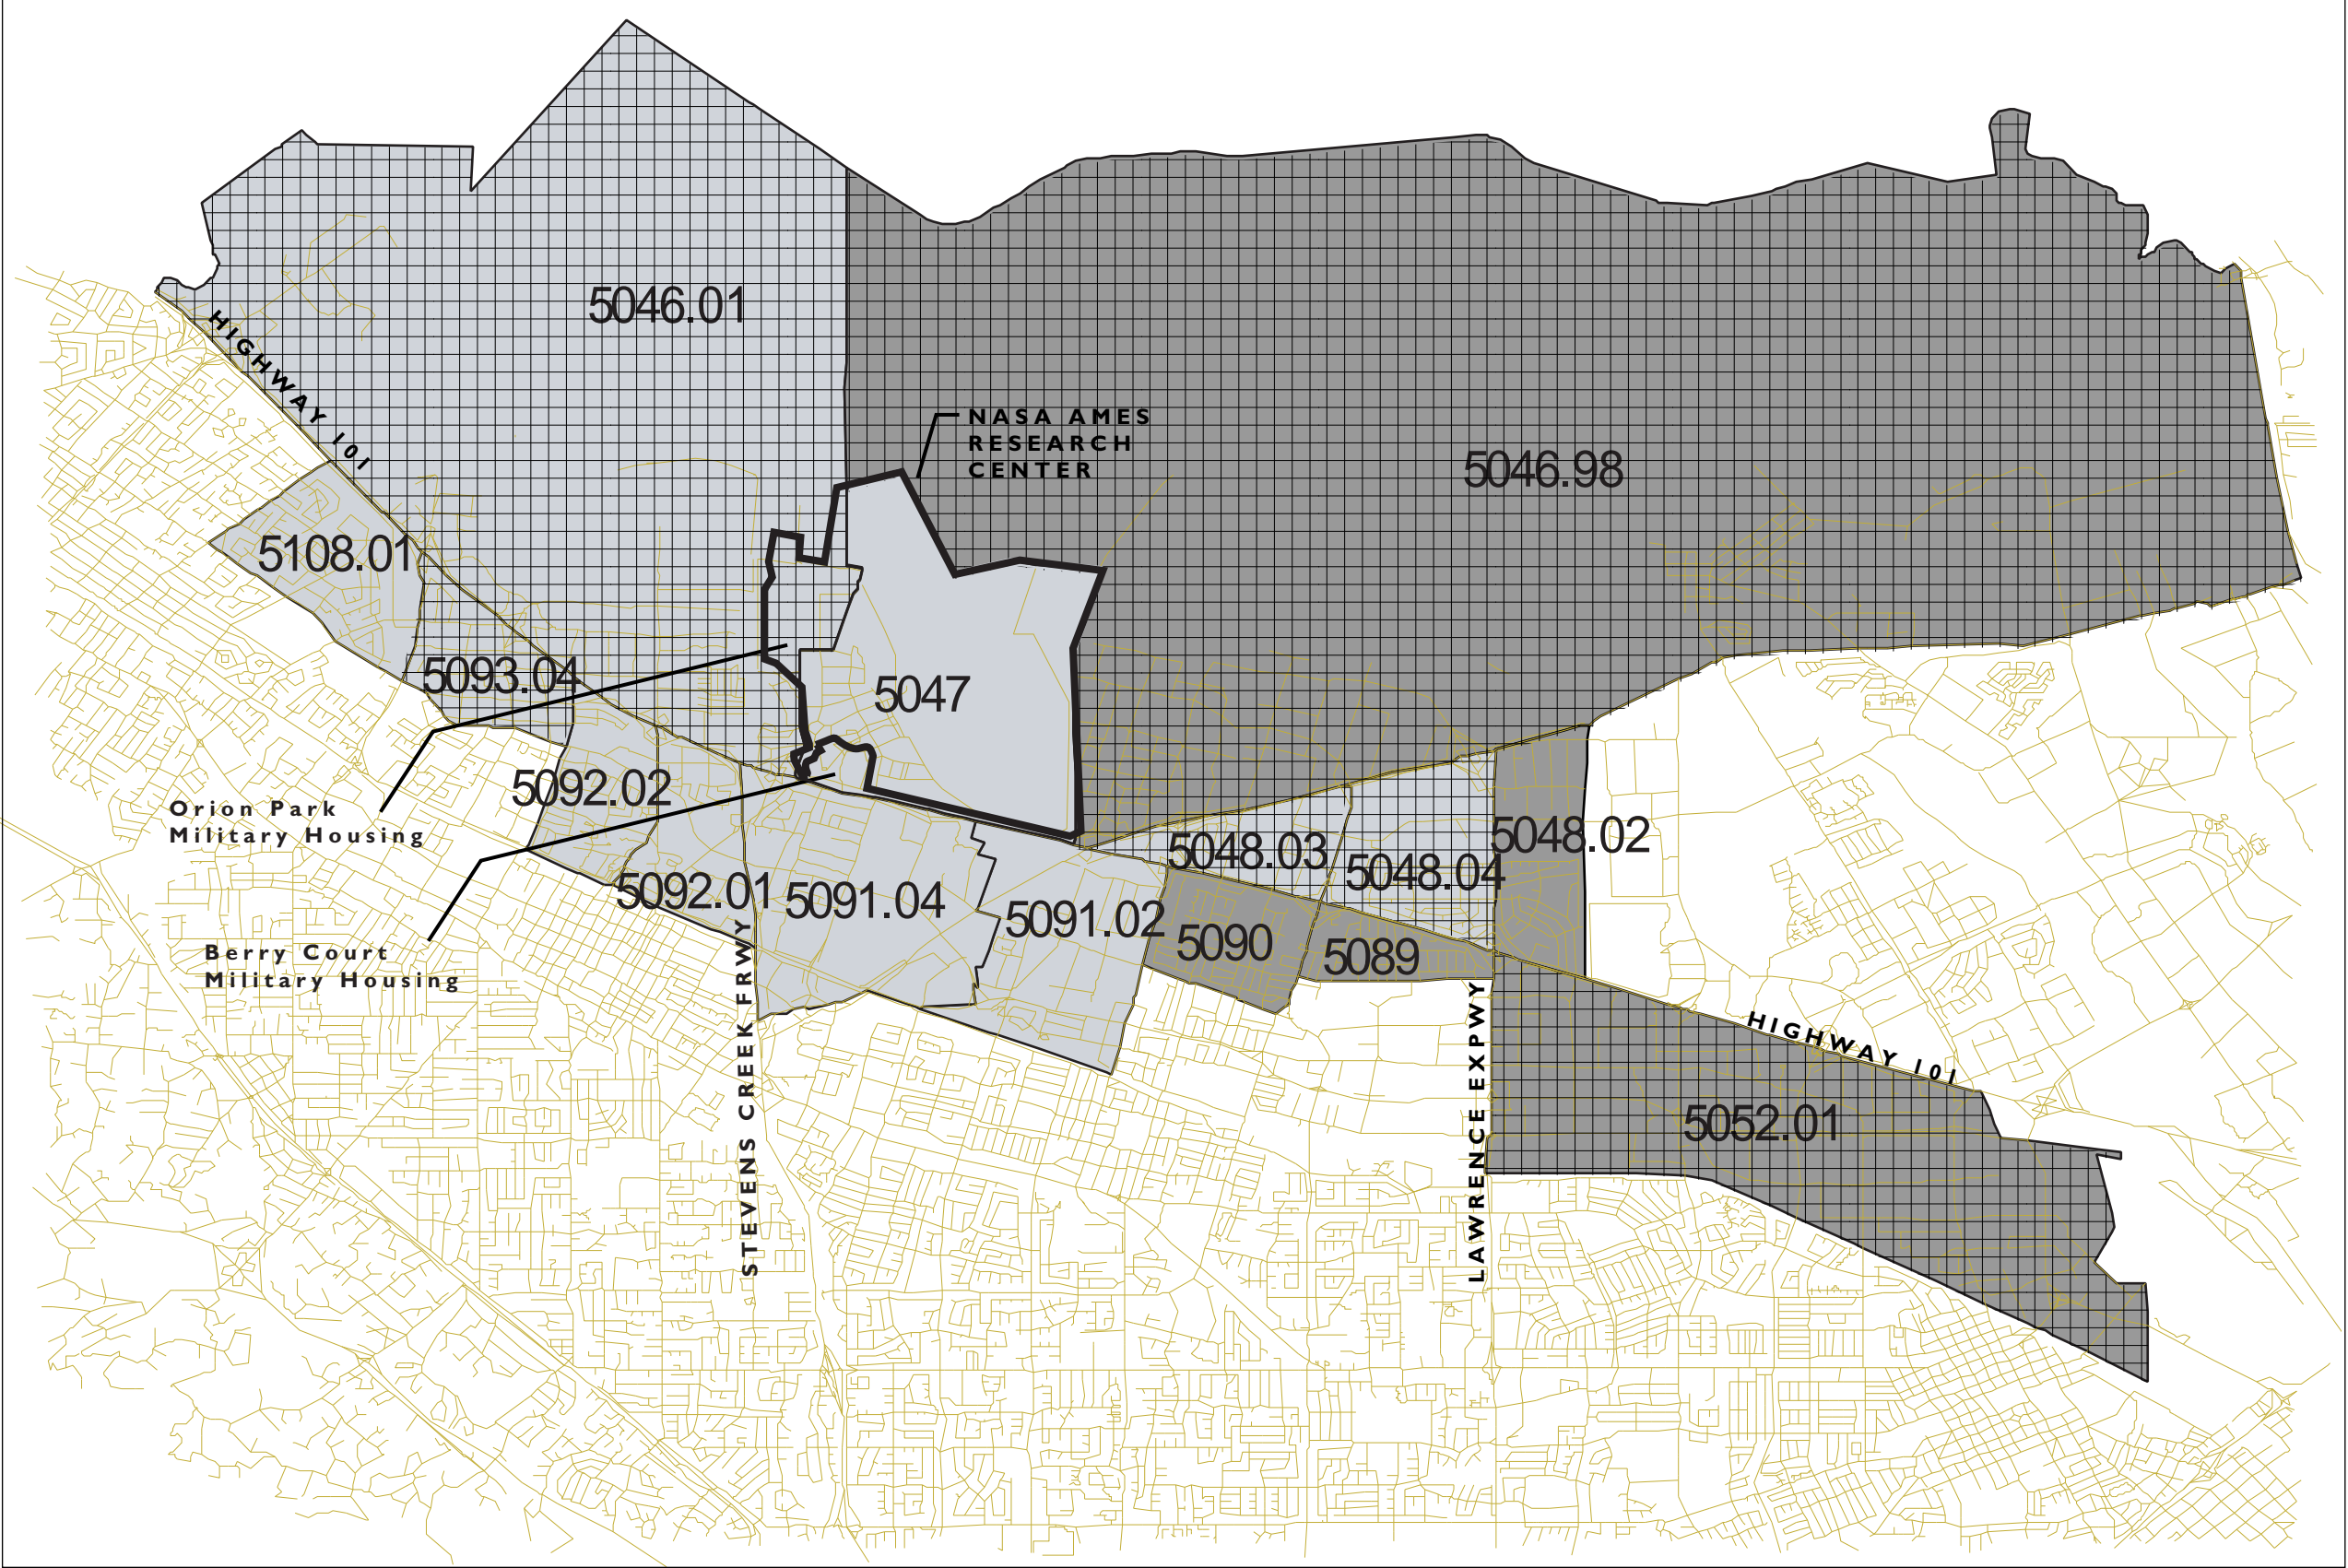 5046.01
HIGHWAY 101
NASA AMES
RESEARCH
CENTER
5046.98
5108.01
5093.04
5047
5092.02
Orion Park
Military Housing
5048.03
5048.04
5048.02
5092.01
5091.04
5091.02
5090
5089
Berry Court
Military Housing
STEVENS CREEK FRWY
LAWRENCE EXPWY
HIGHWAY 101
5052.01